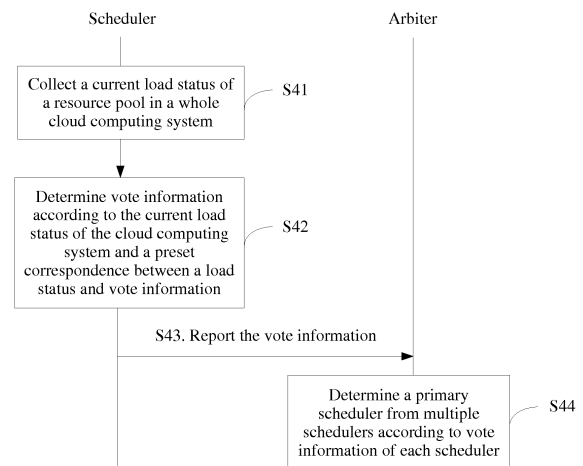 Scheduler
Arbiter
Collect a current load status of
a resource pool in a whole
cloud computing system
S41
Determine vote information
according to the current load
status of the cloud computing
system and a preset
correspondence between a load
status and vote information
S42
S43. Report the vote information
Determine a primary
scheduler from multiple
schedulers according to vote
information of each scheduler
S44